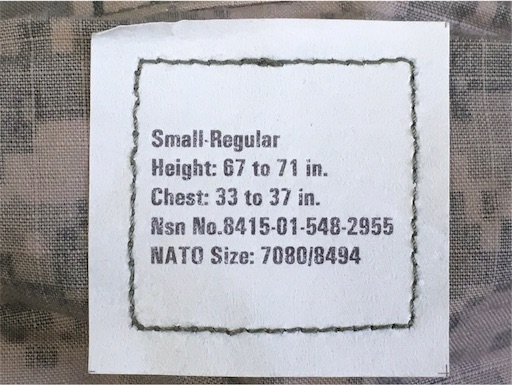 Small-Regular
Height: 67 to 71 in.
Chest: 33 to 37 in.
Nsn No.8415-01-548-2955
NATO Size: 7080/8494